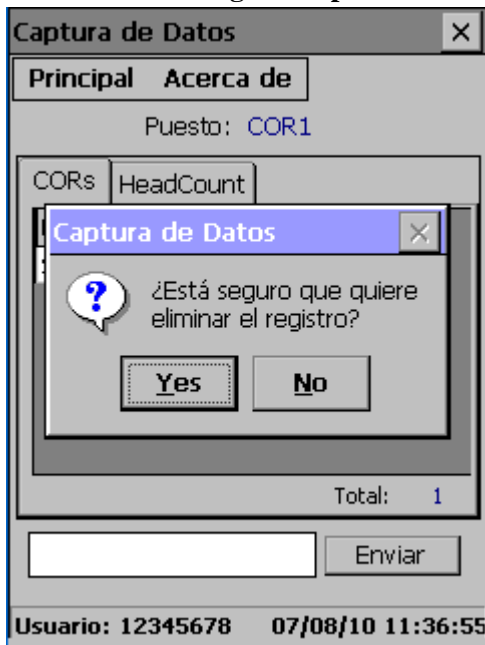 Captura de Datos
Principal Acerca de
Puesto: COR1
CORs HeadCount
Captura de Datos
¿Está seguro que quiere
eliminar el registro?
Yes No
Total: 1
Enviar
Usuario: 12345678 07/08/10 11:36:55